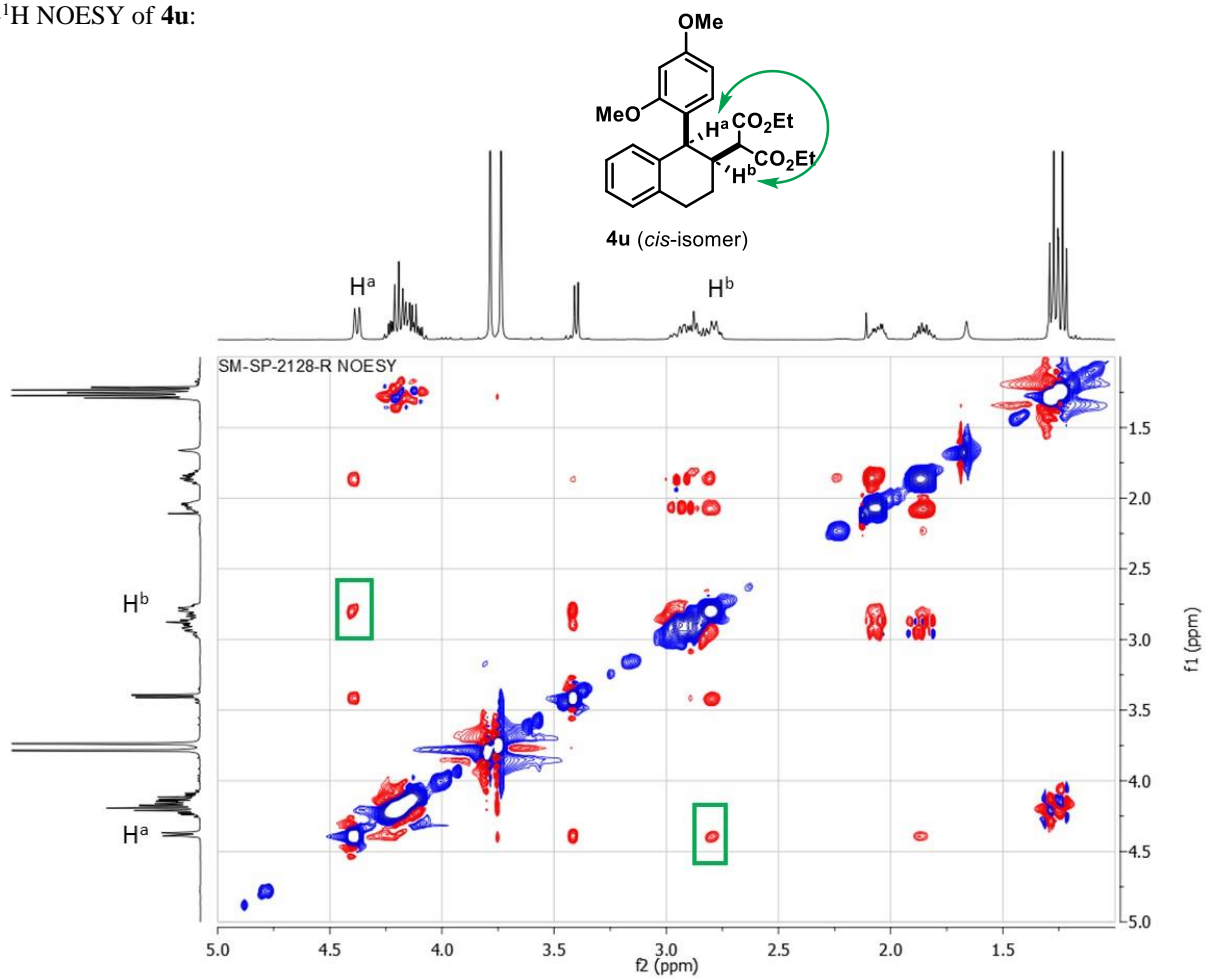 ¹H NOESY of 4u:
OMe
MeO
Hᵃ
CO₂Et
CO₂Et
Hᵇ
4u (cis-isomer)
Hᵃ
Hᵇ
SM-SP-2128-R NOESY
1.5
2.0
Hᵇ
2.5
3.0
3.5
4.0
Hᵃ
4.5
5.0
f1 (ppm)
5.0 4.5 4.0 3.5 3.0 2.5 2.0 1.5
f2 (ppm)